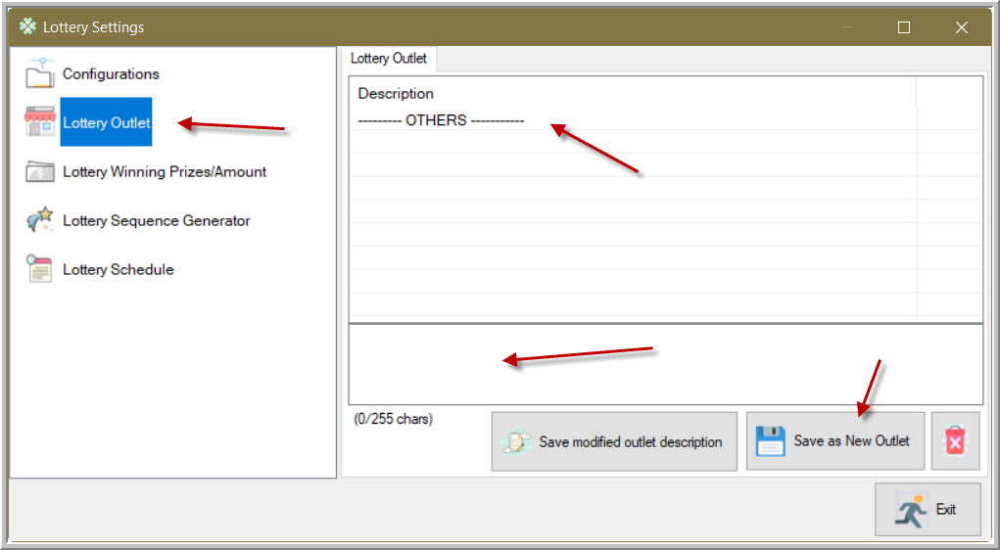 Lottery Settings
Configurations
Lottery Outlet
Lottery Winning Prizes/Amount
Lottery Sequence Generator
Lottery Schedule
Lottery Outlet
Description
--------- OTHERS -----------
(0/255 chars)
Save modified outlet description
Save as New Outlet
Exit